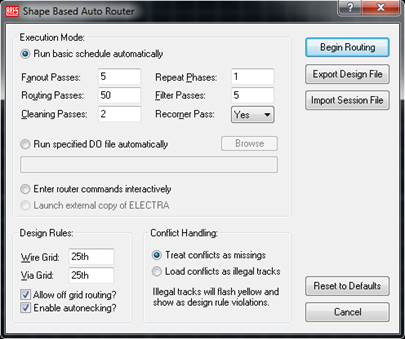 ARES Shape Based Auto Router
Execution Mode:
Run basic schedule automatically
Fanout Passes: 5 Repeat Phases: 1
Routing Passes: 50 Filter Passes: 5
Cleaning Passes: 2 Recorner Pass: Yes
Run specified DO file automatically Browse
Enter router commands interactively
Launch external copy of ELECTRA
Begin Routing
Export Design File
Import Session File
Design Rules:
Wire Grid: 25th
Via Grid: 25th
Allow off grid routing?
Enable autonecking?
Conflict Handling:
Treat conflicts as missings
Load conflicts as illegal tracks
Illegal tracks will flash yellow and
show as design rule violations.
Reset to Defaults
Cancel